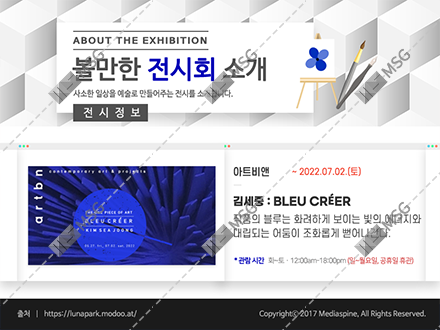 ABOUT THE EXHIBITION
볼만한 전시회 소개
사소한 일상을 예술로 만들어주는 전시를 소개합니다.
전시정보
artbn
contemporary art & projects
THE ONE PIECE OF ART
BLEU CRÉER
KIM SEA JOONG
아트비앤 ~ 2022.07.02.(토)
김세중 : BLEU CRÉER
작품의 블루는 화려하게 보이는 빛의 에너지와
대립되는 어둠이 조화롭게 뻗어나간다.
* 관람 시간 화~토 · 12:00am-18:00pm (일~월요일, 공휴일 휴관)
출처 | https://lunapark.modoo.at/
Copyrightⓒ 2017 Mediaspine. All Rights Reserved.
MSG
MSG
MSG
MSG
MSG